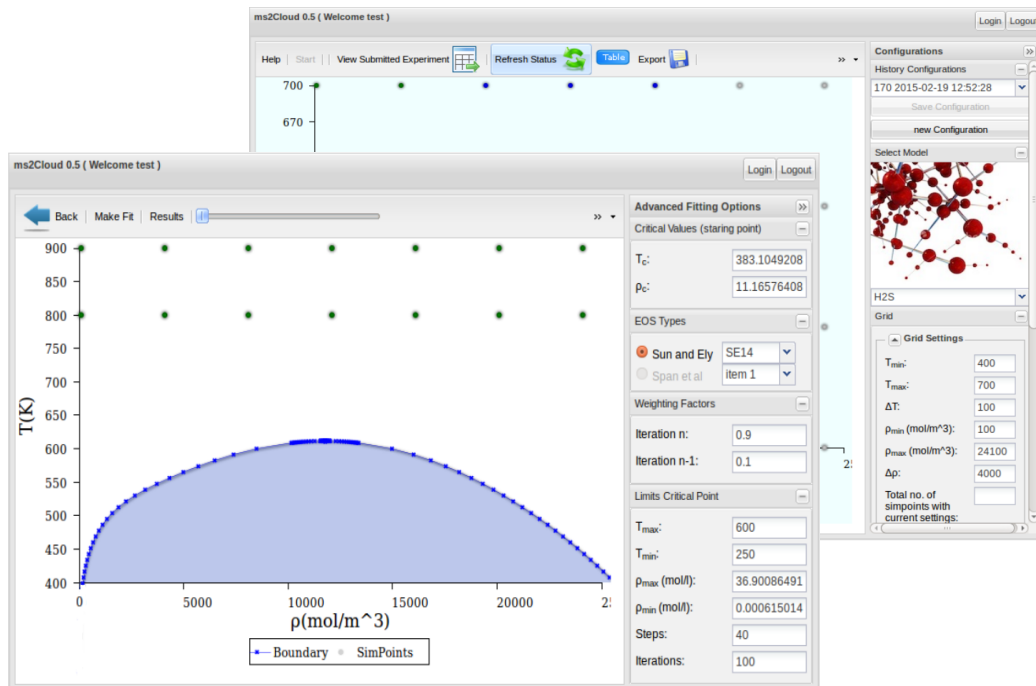 ms2Cloud 0.5 ( Welcome test )
Login Logout
Help Start View Submitted Experiment Refresh Status Table Export »
700
670
25
Configurations »
History Configurations
170 2015-02-19 12:52:28
Save Configuration
new Configuration
Select Model
H2S
Grid
Grid Settings
Tmin: 400
Tmax: 700
ΔT: 100
ρmin (mol/m^3): 100
ρmax (mol/m^3): 24100
Δρ: 4000
Total no. of
simpoints with
current settings:
ms2Cloud 0.5 ( Welcome test )
Login Logout
Back Make Fit Results »
900
850
800
750
700
650
600
550
500
450
400
T(K)
0 5000 10000 15000 20000
ρ(mol/m^3)
Boundary SimPoints
Advanced Fitting Options »
Critical Values (staring point)
Tc: 383.1049208
ρc: 11.16576408
EOS Types
Sun and Ely SE14
Span et al item 1
Weighting Factors
Iteration n: 0.9
Iteration n-1: 0.1
Limits Critical Point
Tmax: 600
Tmin: 250
ρmax (mol/l): 36.90086491
ρmin (mol/l): 0.000615014
Steps: 40
Iterations: 100